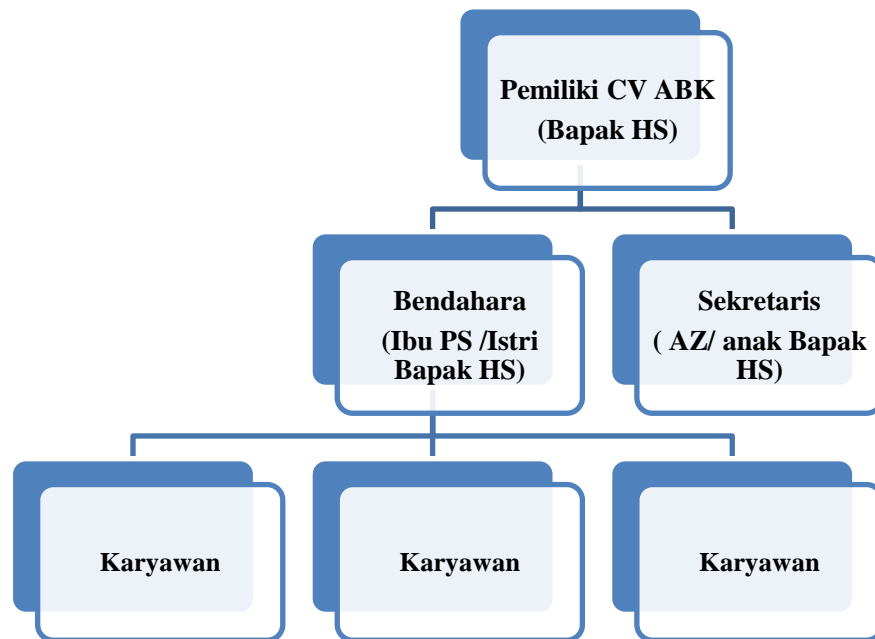 Pemiliki CV ABK
(Bapak HS)
Bendahara
(Ibu PS /Istri
Bapak HS)
Sekretaris
( AZ/ anak Bapak
HS)
Karyawan
Karyawan
Karyawan